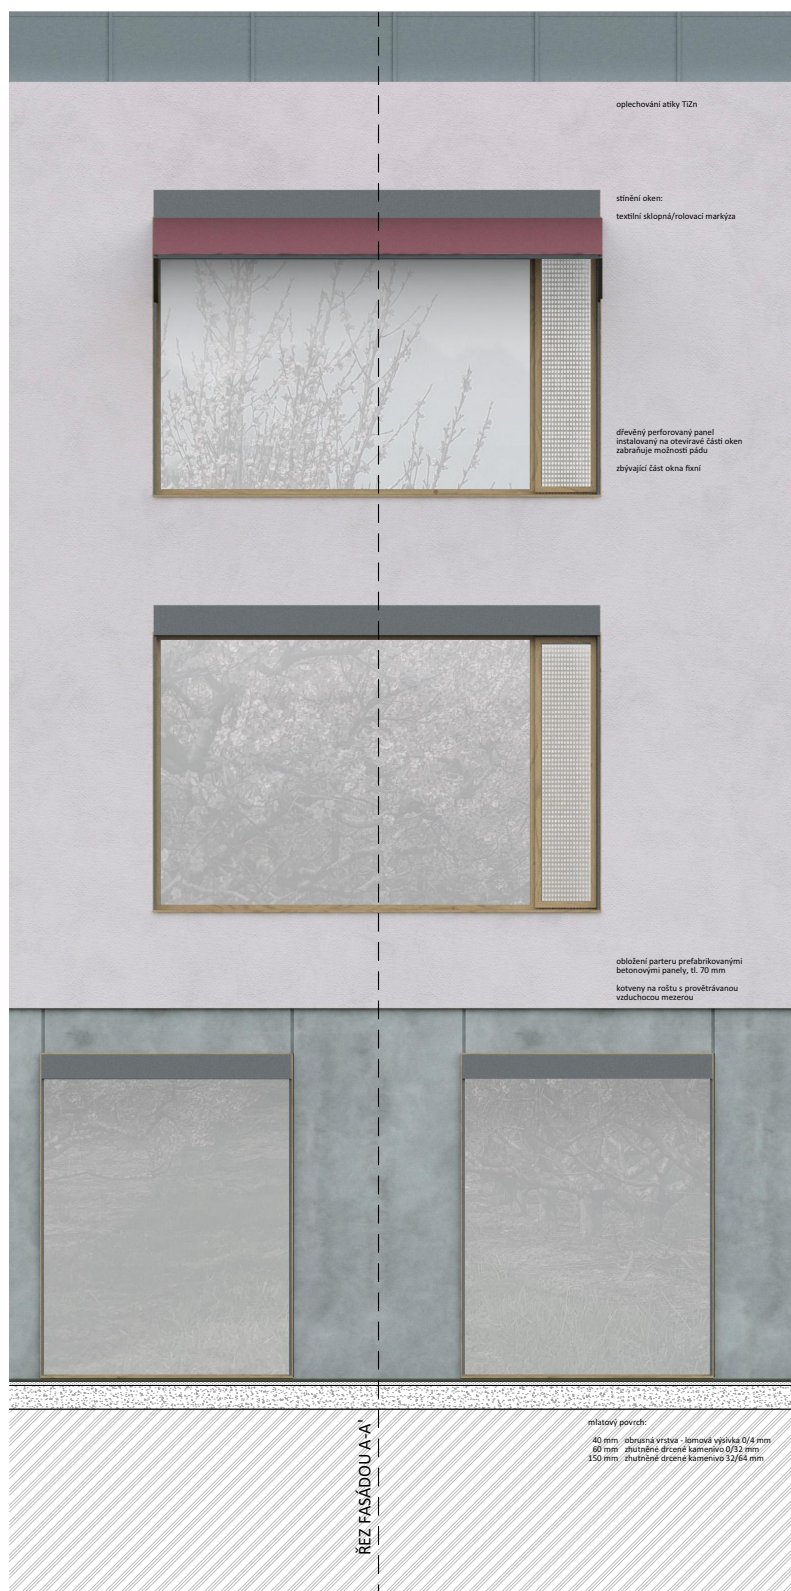 oplechování atiky TiZn
stínění oken:
textilní sklopná/rolovací markýza
dřevěný perforovaný panel
instalovaný na otevíravé části oken
zabraňuje možnosti pádu
zbývající část okna fixní
obložení parteru prefabrikovanými
betonovými panely, tl. 70 mm
kotveny na roštu s provětrávanou
vzduchocou mezerou
mlatový povrch:
40 mm obrusná vrstva - lomová výsivka 0/4 mm
60 mm zhutněné drcené kamenivo 0/32 mm
150 mm zhutněné drcené kamenivo 32/64 mm
ŘEZ FASÁDOU A-A'